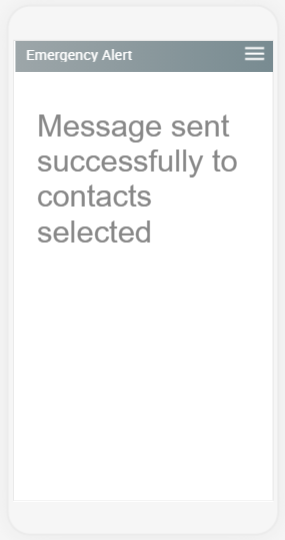 Emergency Alert
Message sent
successfully to
contacts
selected